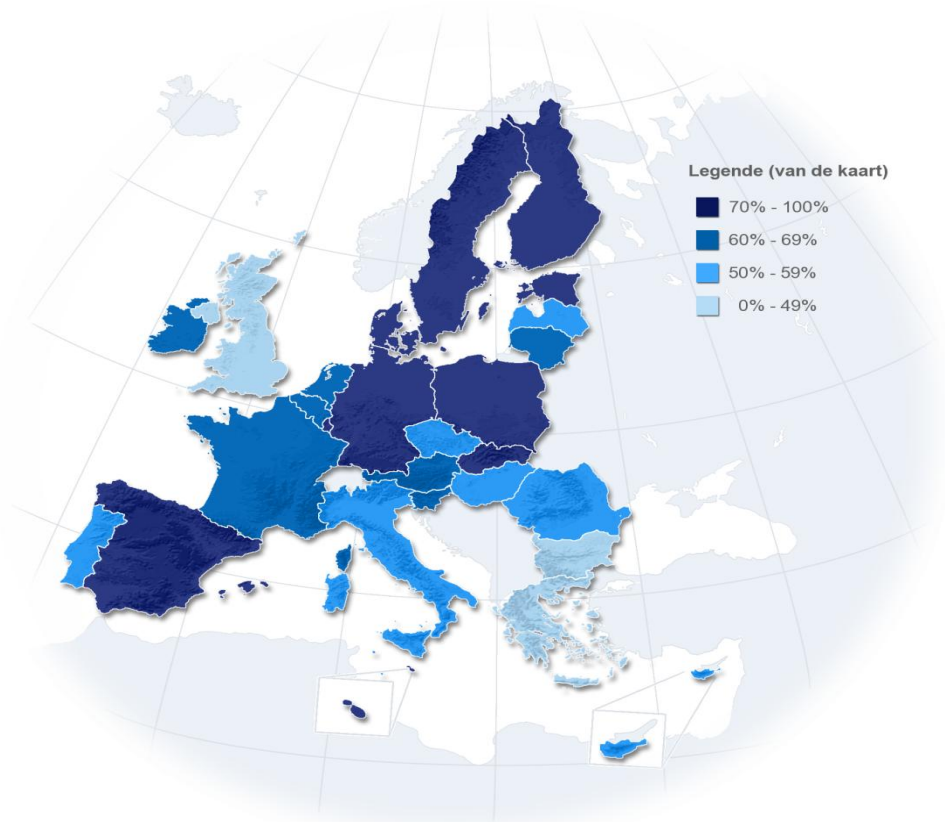 Legende (van de kaart)
70% - 100%
60% - 69%
50% - 59%
0% - 49%